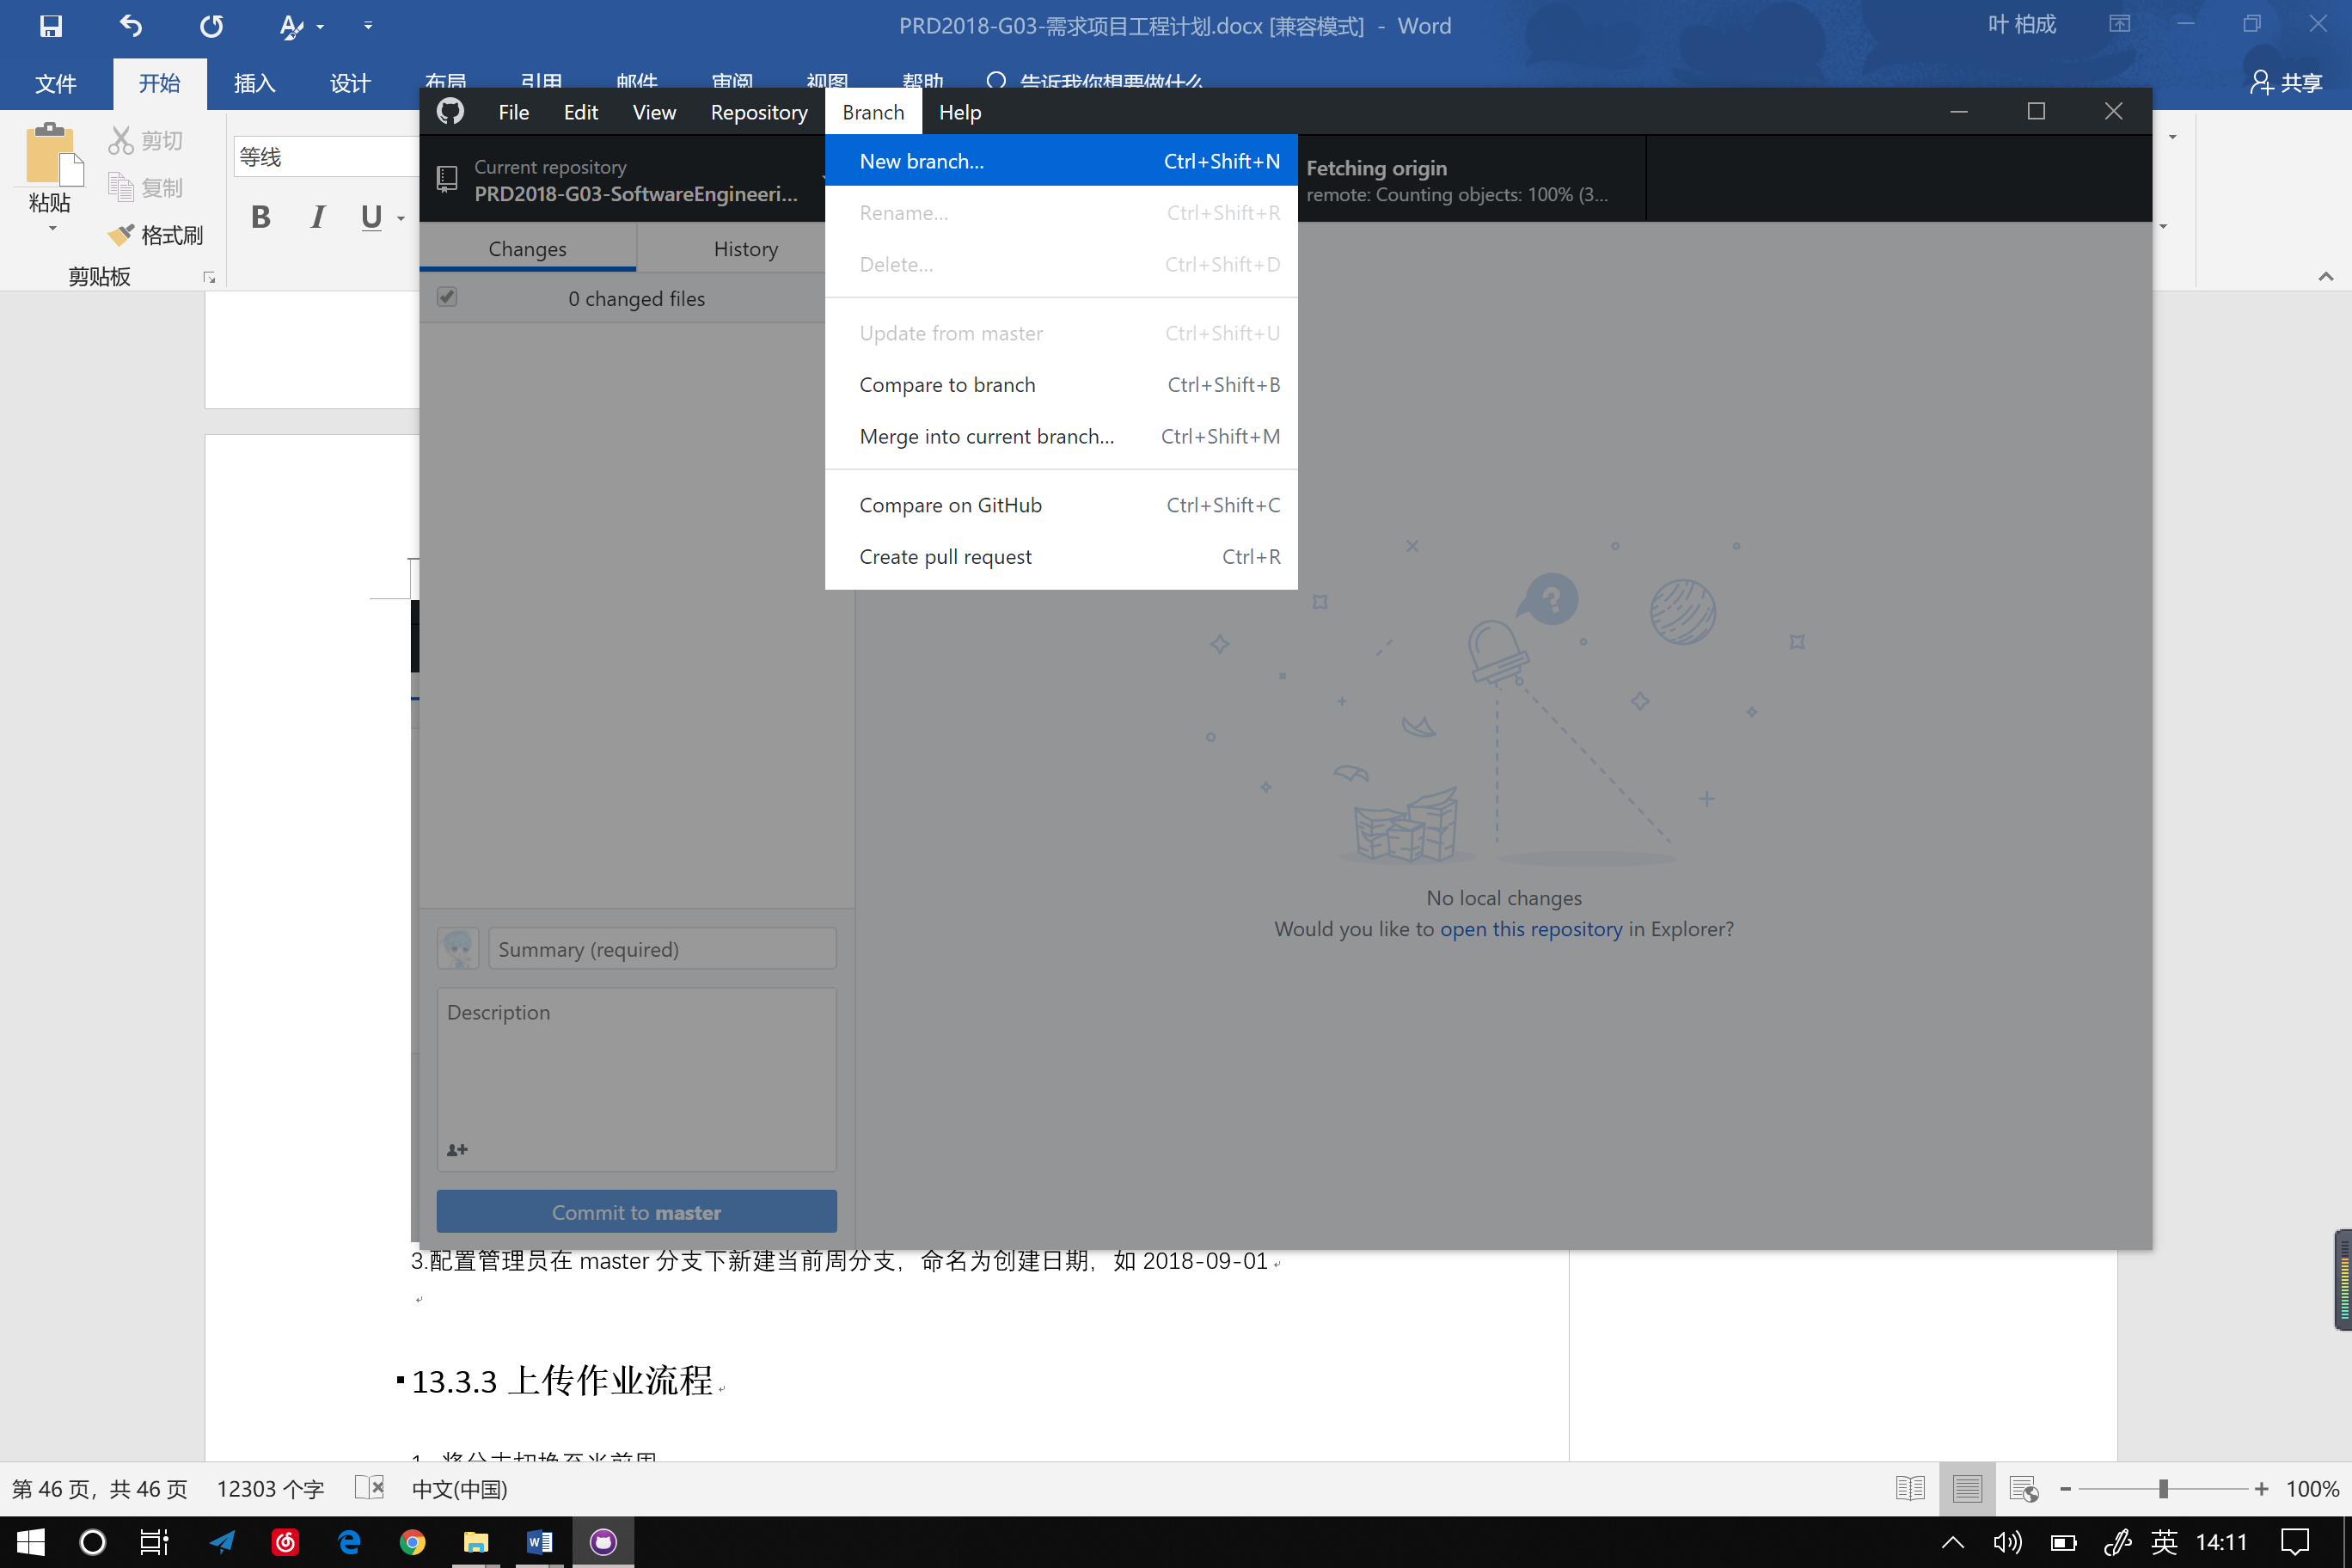 PRD2018-G03-需求项目工程计划.docx [兼容模式] - Word
叶 柏成
文件 开始 插入 设计 布局 引用 邮件 审阅 视图 帮助 告诉我你想要做什么
共享
File Edit View Repository Branch Help
粘贴
剪切
复制
格式刷
剪贴板
等线
B I U
Current repository
PRD2018-G03-SoftwareEngineeri...
Fetching origin
remote: Counting objects: 100% (3...
New branch... Ctrl+Shift+N
Rename... Ctrl+Shift+R
Delete... Ctrl+Shift+D
Update from master Ctrl+Shift+U
Compare to branch Ctrl+Shift+B
Merge into current branch... Ctrl+Shift+M
Compare on GitHub Ctrl+Shift+C
Create pull request Ctrl+R
Changes History
0 changed files
No local changes
Would you like to open this repository in Explorer?
Summary (required)
Description
Commit to master
3.配置管理员在 master 分支下新建当前周分支，命名为创建日期，如 2018-09-01
13.3.3 上传作业流程
1. 将分支切换至当前周
第 46 页，共 46 页 12303 个字 中文(中国) 100%
英 14:11